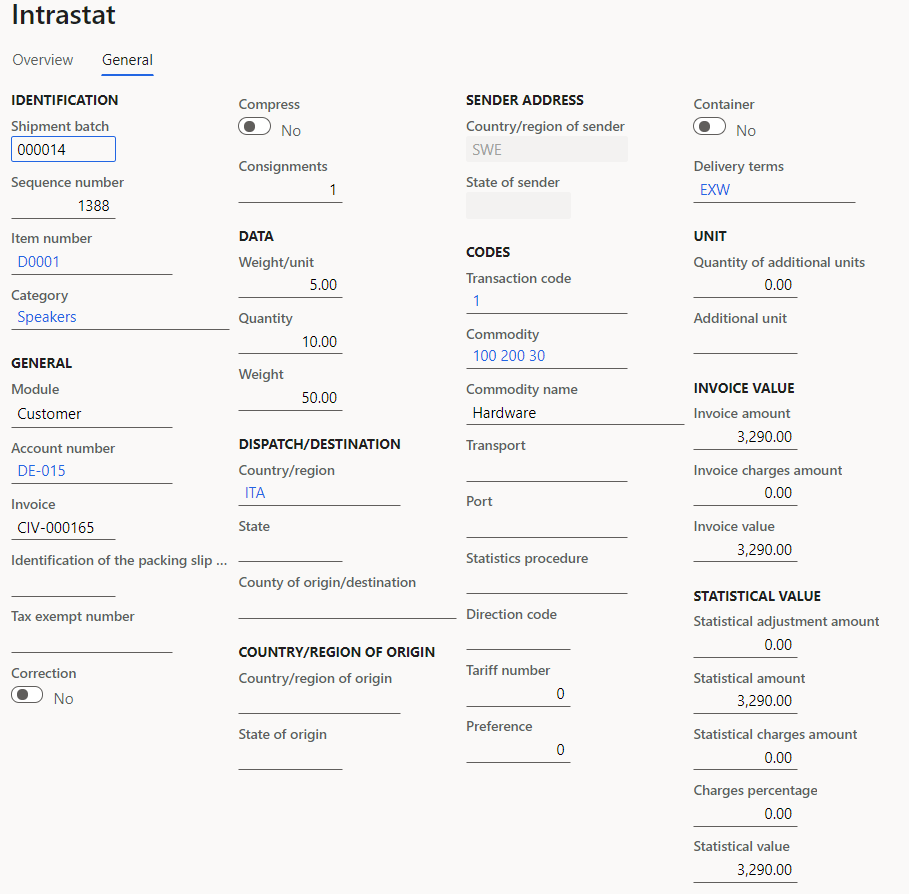 Intrastat
Overview
General
IDENTIFICATION
Shipment batch
000014
Sequence number
1388
Item number
D0001
Category
Speakers
GENERAL
Module
Customer
Account number
DE-015
Invoice
CIV-000165
Identification of the packing slip ...
Tax exempt number
Correction
No
Compress
No
Consignments
1
DATA
Weight/unit
5.00
Quantity
10.00
Weight
50.00
DISPATCH/DESTINATION
Country/region
ITA
State
County of origin/destination
COUNTRY/REGION OF ORIGIN
Country/region of origin
State of origin
SENDER ADDRESS
Country/region of sender
SWE
State of sender
CODES
Transaction code
1
Commodity
100 200 30
Commodity name
Hardware
Transport
Port
Statistics procedure
Direction code
Tariff number
0
Preference
0
Container
No
Delivery terms
EXW
UNIT
Quantity of additional units
0.00
Additional unit
INVOICE VALUE
Invoice amount
3,290.00
Invoice charges amount
0.00
Invoice value
3,290.00
STATISTICAL VALUE
Statistical adjustment amount
0.00
Statistical amount
3,290.00
Statistical charges amount
0.00
Charges percentage
0.00
Statistical value
3,290.00